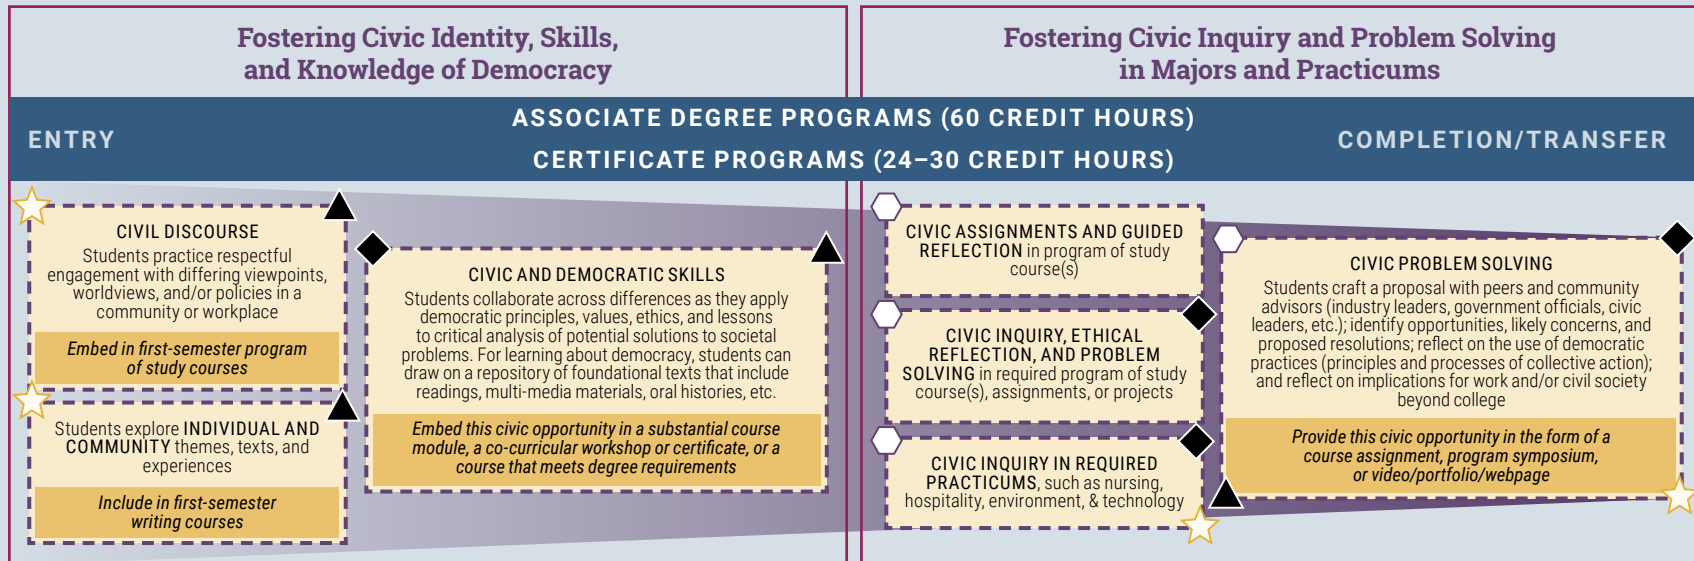 Fostering Civic Identity, Skills,
and Knowledge of Democracy
Fostering Civic Inquiry and Problem Solving
in Majors and Practicums
ENTRY
ASSOCIATE DEGREE PROGRAMS (60 CREDIT HOURS)
CERTIFICATE PROGRAMS (24–30 CREDIT HOURS)
COMPLETION/TRANSFER
CIVIL DISCOURSE
Students practice respectful
engagement with differing viewpoints,
worldviews, and/or policies in a
community or workplace
Embed in first-semester program
of study courses
Students explore INDIVIDUAL AND
COMMUNITY themes, texts, and
experiences
Include in first-semester
writing courses
CIVIC AND DEMOCRATIC SKILLS
Students collaborate across differences as they apply
democratic principles, values, ethics, and lessons
to critical analysis of potential solutions to societal
problems. For learning about democracy, students can
draw on a repository of foundational texts that include
readings, multi-media materials, oral histories, etc.
Embed this civic opportunity in a substantial course
module, a co-curricular workshop or certificate, or a
course that meets degree requirements
CIVIC ASSIGNMENTS AND GUIDED
REFLECTION in program of study
course(s)
CIVIC INQUIRY, ETHICAL
REFLECTION, AND PROBLEM
SOLVING in required program of study
course(s), assignments, or projects
CIVIC INQUIRY IN REQUIRED
PRACTICUMS, such as nursing,
hospitality, environment, & technology
CIVIC PROBLEM SOLVING
Students craft a proposal with peers and community
advisors (industry leaders, government officials, civic
leaders, etc.); identify opportunities, likely concerns, and
proposed resolutions; reflect on the use of democratic
practices (principles and processes of collective action);
and reflect on implications for work and/or civil society
beyond college
Provide this civic opportunity in the form of a
course assignment, program symposium,
or video/portfolio/webpage